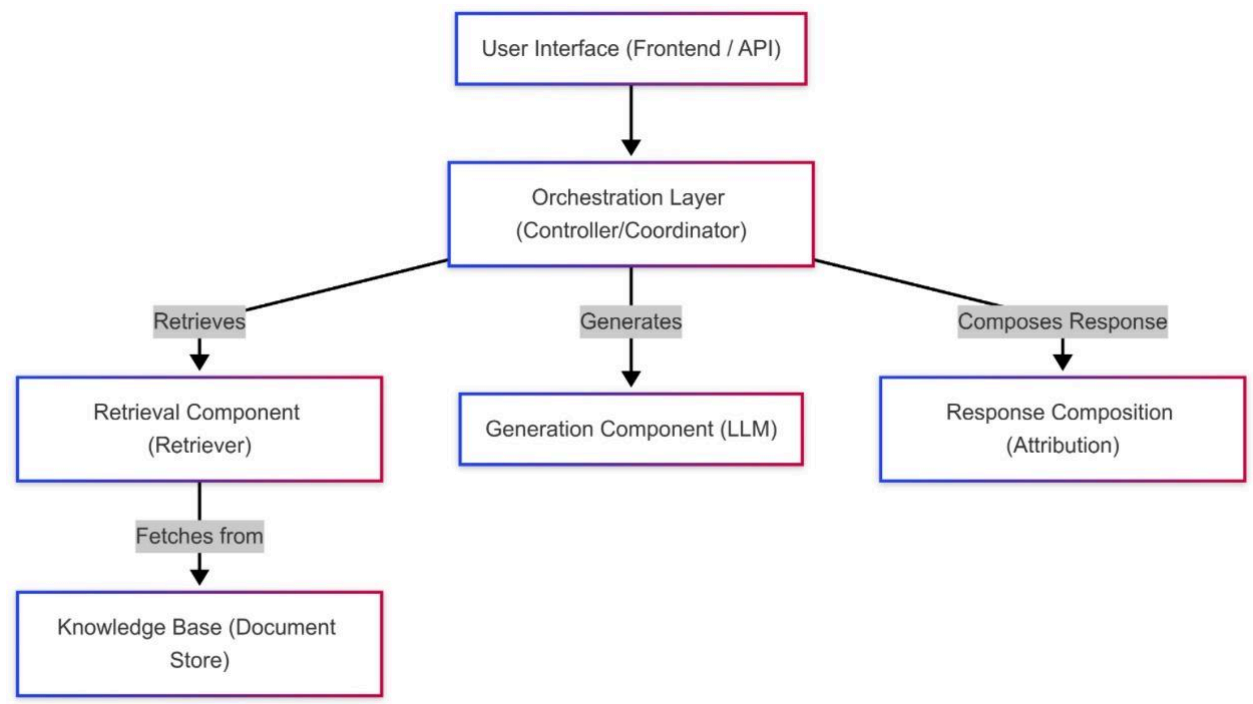 User Interface (Frontend / API)
Orchestration Layer
(Controller/Coordinator)
Retrieves
Generates
Composes Response
Retrieval Component
(Retriever)
Generation Component (LLM)
Response Composition
(Attribution)
Fetches from
Knowledge Base (Document
Store)